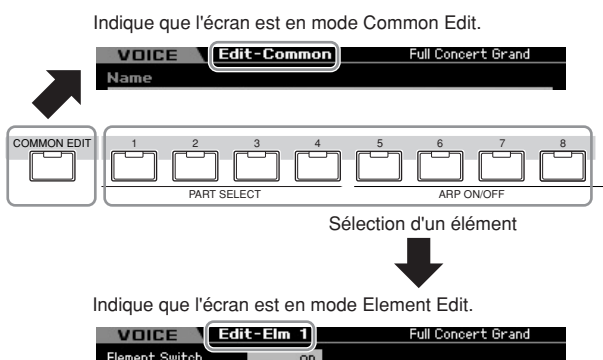 Indique que l'écran est en mode Common Edit.
VOICE Edit-Common Full Concert Grand
Name
COMMON EDIT 1 2 3 4 5 6 7 8
PART SELECT ARP ON/OFF
Sélection d'un élément
Indique que l'écran est en mode Element Edit.
VOICE Edit-Elm 1 Full Concert Grand
Element Switch on